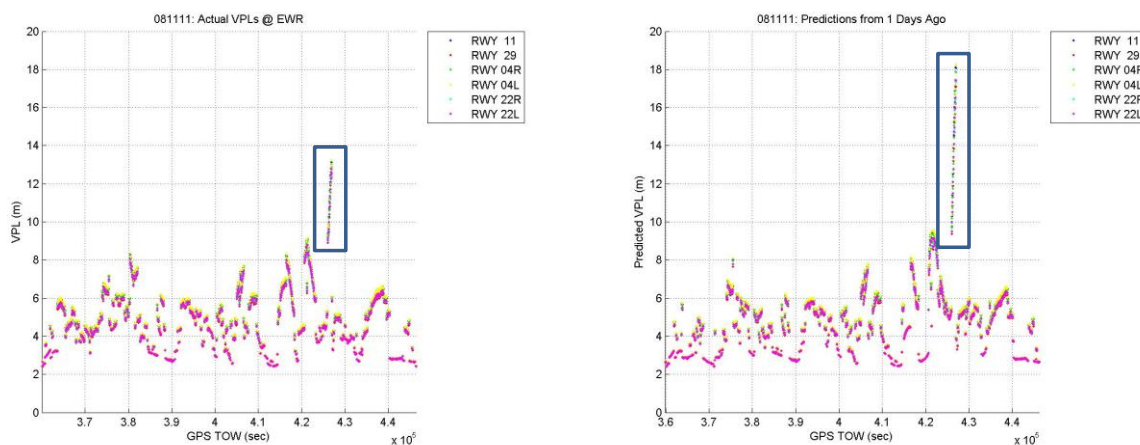 081111: Actual VPLs @ EWR
20
18
16
14
12
10
8
6
4
2
0
VPL (m)
3.7
3.8
3.9
4
4.1
4.2
4.3
4.4
x 10⁵
GPS TOW (sec)
RWY 11
RWY 29
RWY 04R
RWY 04L
RWY 22R
RWY 22L
081111: Predictions from 1 Days Ago
20
18
16
14
12
10
8
6
4
2
0
Predicted VPL (m)
3.6
3.7
3.8
3.9
4
4.1
4.2
4.3
4.4
x 10⁵
GPS TOW (sec)
RWY 11
RWY 29
RWY 04R
RWY 04L
RWY 22R
RWY 22L